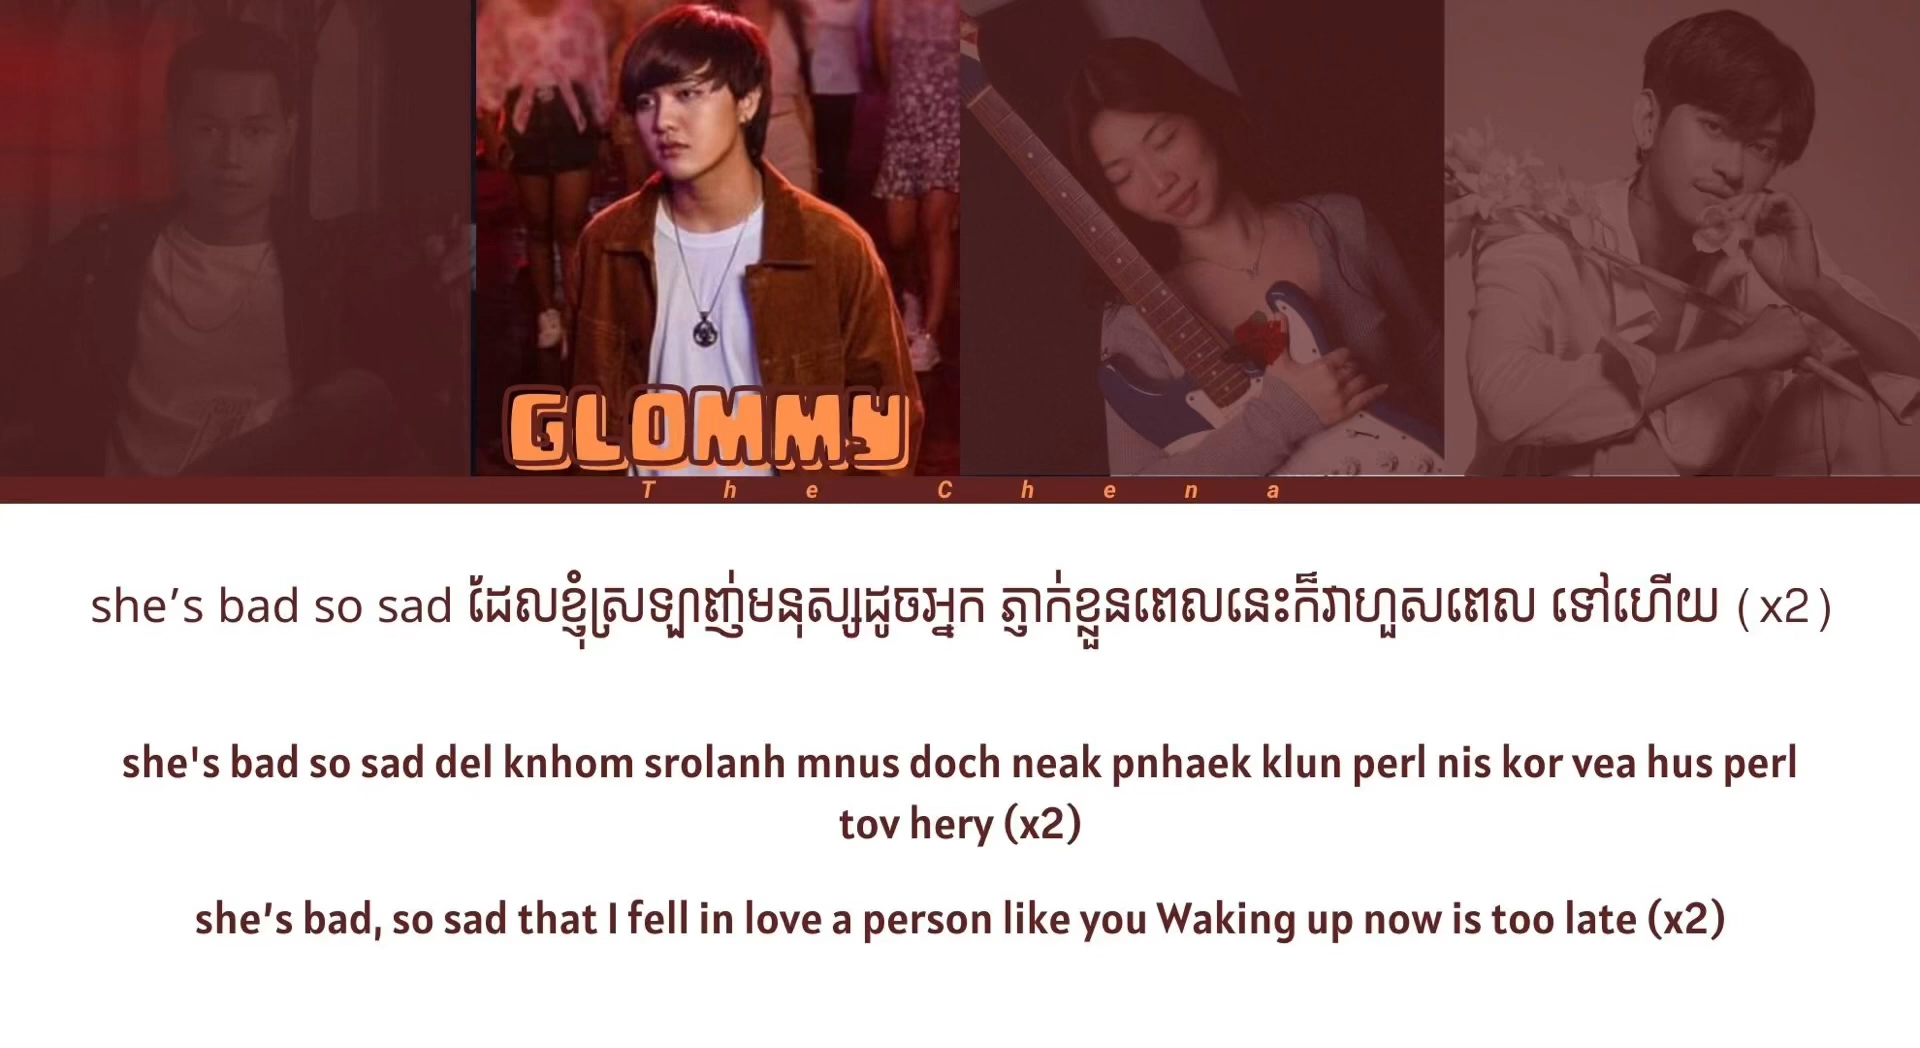 GLOMMY
The Chena
she’s bad so sad ដែលខ្ញុំស្រឡាញ់មនុស្សដូចអ្នក ភ្ញាក់ខ្លួនពេលនេះក៏វាហួសពេល ទៅហើយ (x2)
she's bad so sad del knhom srolanh mnus doch neak pnhaek klun perl nis kor vea hus perl
tov hery (x2)
she’s bad, so sad that I fell in love a person like you Waking up now is too late (x2)